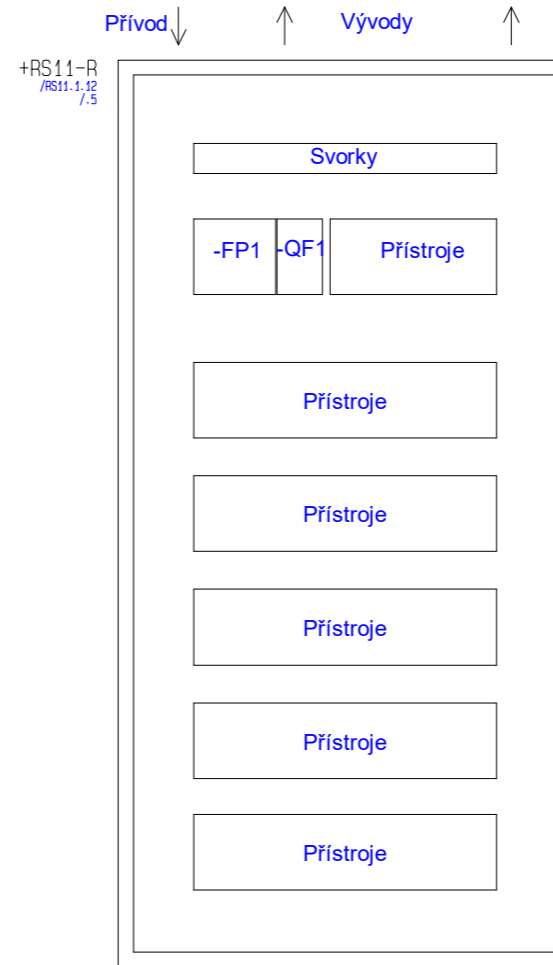 Přívod
Vývody
+RS11-R
/RS11.1.12
/.5
Svorky
-FP1
-QF1
Přístroje
Přístroje
Přístroje
Přístroje
Přístroje
Přístroje